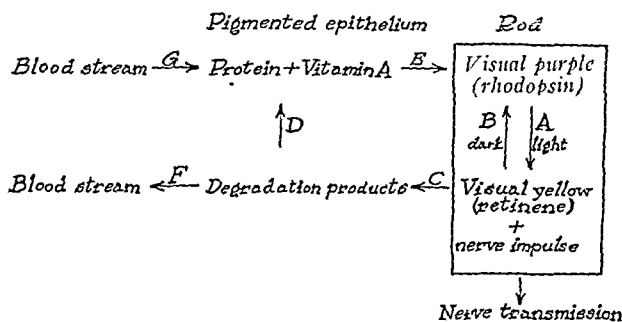 Pigmented epithelium
Rod
Blood stream G Protein + Vitamin A E Visual purple
(rhodopsin)
D
B
dark
A
light
Blood stream F Degradation products C Visual yellow
(retinene)
+
nerve impulse
Nerve transmission